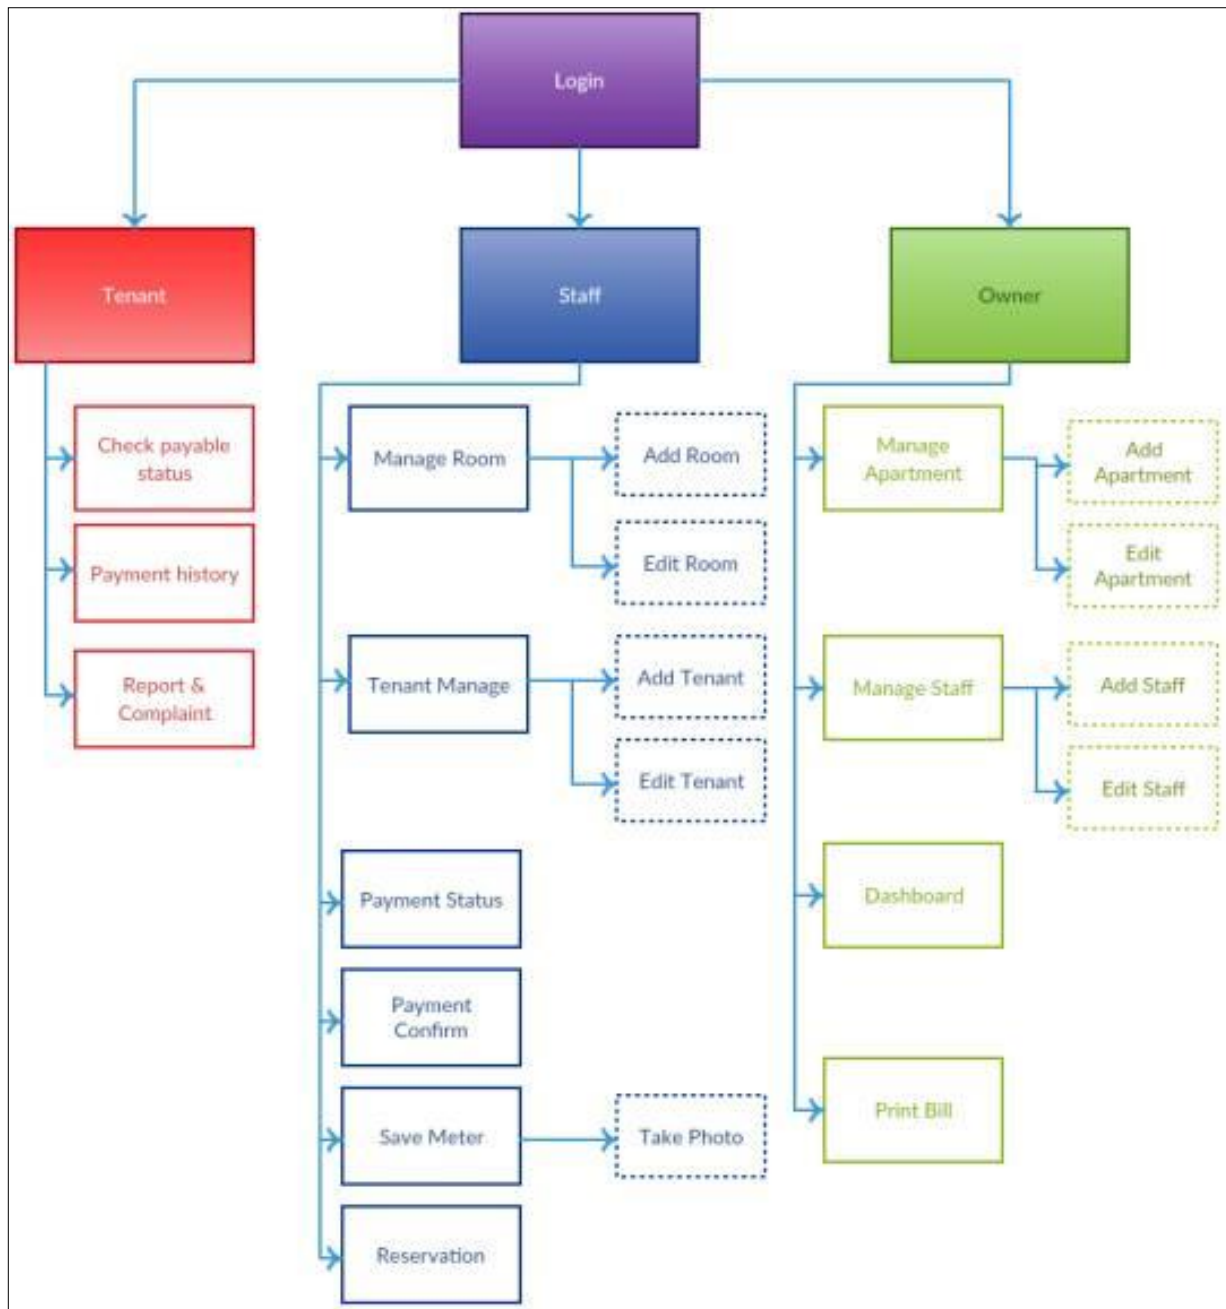 Login
Tenant
Staff
Owner
Check payable
status
Payment history
Report &
Complaint
Manage Room
Add Room
Edit Room
Tenant Manage
Add Tenant
Edit Tenant
Payment Status
Payment
Confirm
Save Meter
Take Photo
Reservation
Manage
Apartment
Add
Apartment
Edit
Apartment
Manage Staff
Add Staff
Edit Staff
Dashboard
Print Bill